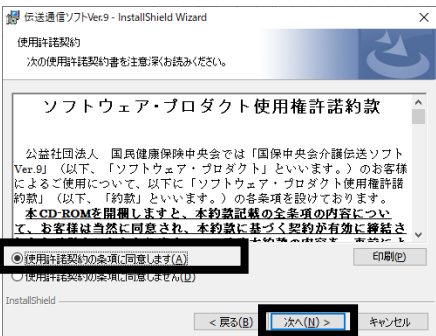 伝送通信ソフトVer.9 - InstallShield Wizard
使用許諾契約
次の使用許諾契約書を注意深くお読みください。
ソフトウェア・プロダクト使用権許諾約款
公益社団法人　国民健康保険中央会では「国保中央会介護伝送ソフト
Ver.9」（以下、「ソフトウェア・プロダクト」といいます。）のお客様
によるご使用について、以下に「ソフトウェア・プロダクト使用権許諾
約款」（以下、「約款」といいます。）の各条項を設けております。
本CD-ROMを開梱しますと、本約款記載の全条項の内容につい
て、お客様は当然に同意され、本約款に基づく契約が有効に締結さ
使用許諾契約の条項に同意します(A)
印刷(P)
使用許諾契約の条項に同意しません(D)
InstallShield
< 戻る(B)
次へ(N) >
キャンセル